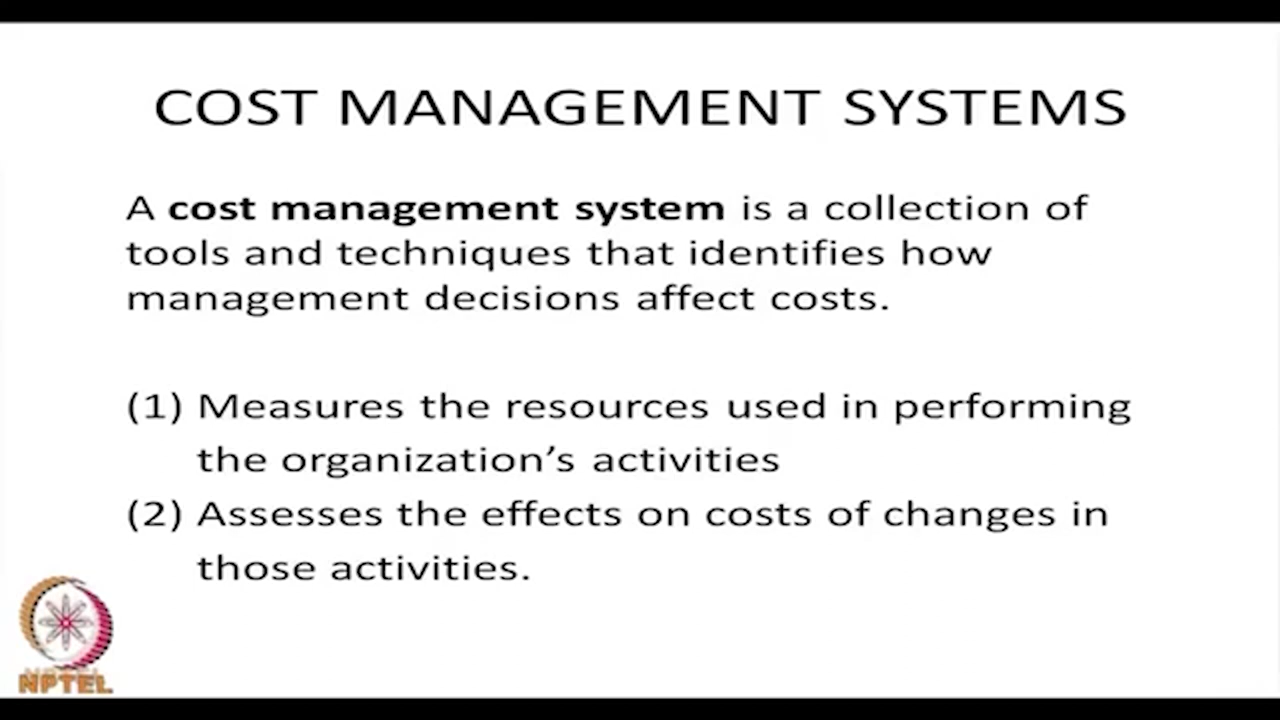 COST MANAGEMENT SYSTEMS
A cost management system is a collection of
tools and techniques that identifies how
management decisions affect costs.
(1) Measures the resources used in performing
the organization’s activities
(2) Assesses the effects on costs of changes in
those activities.
NPTEL